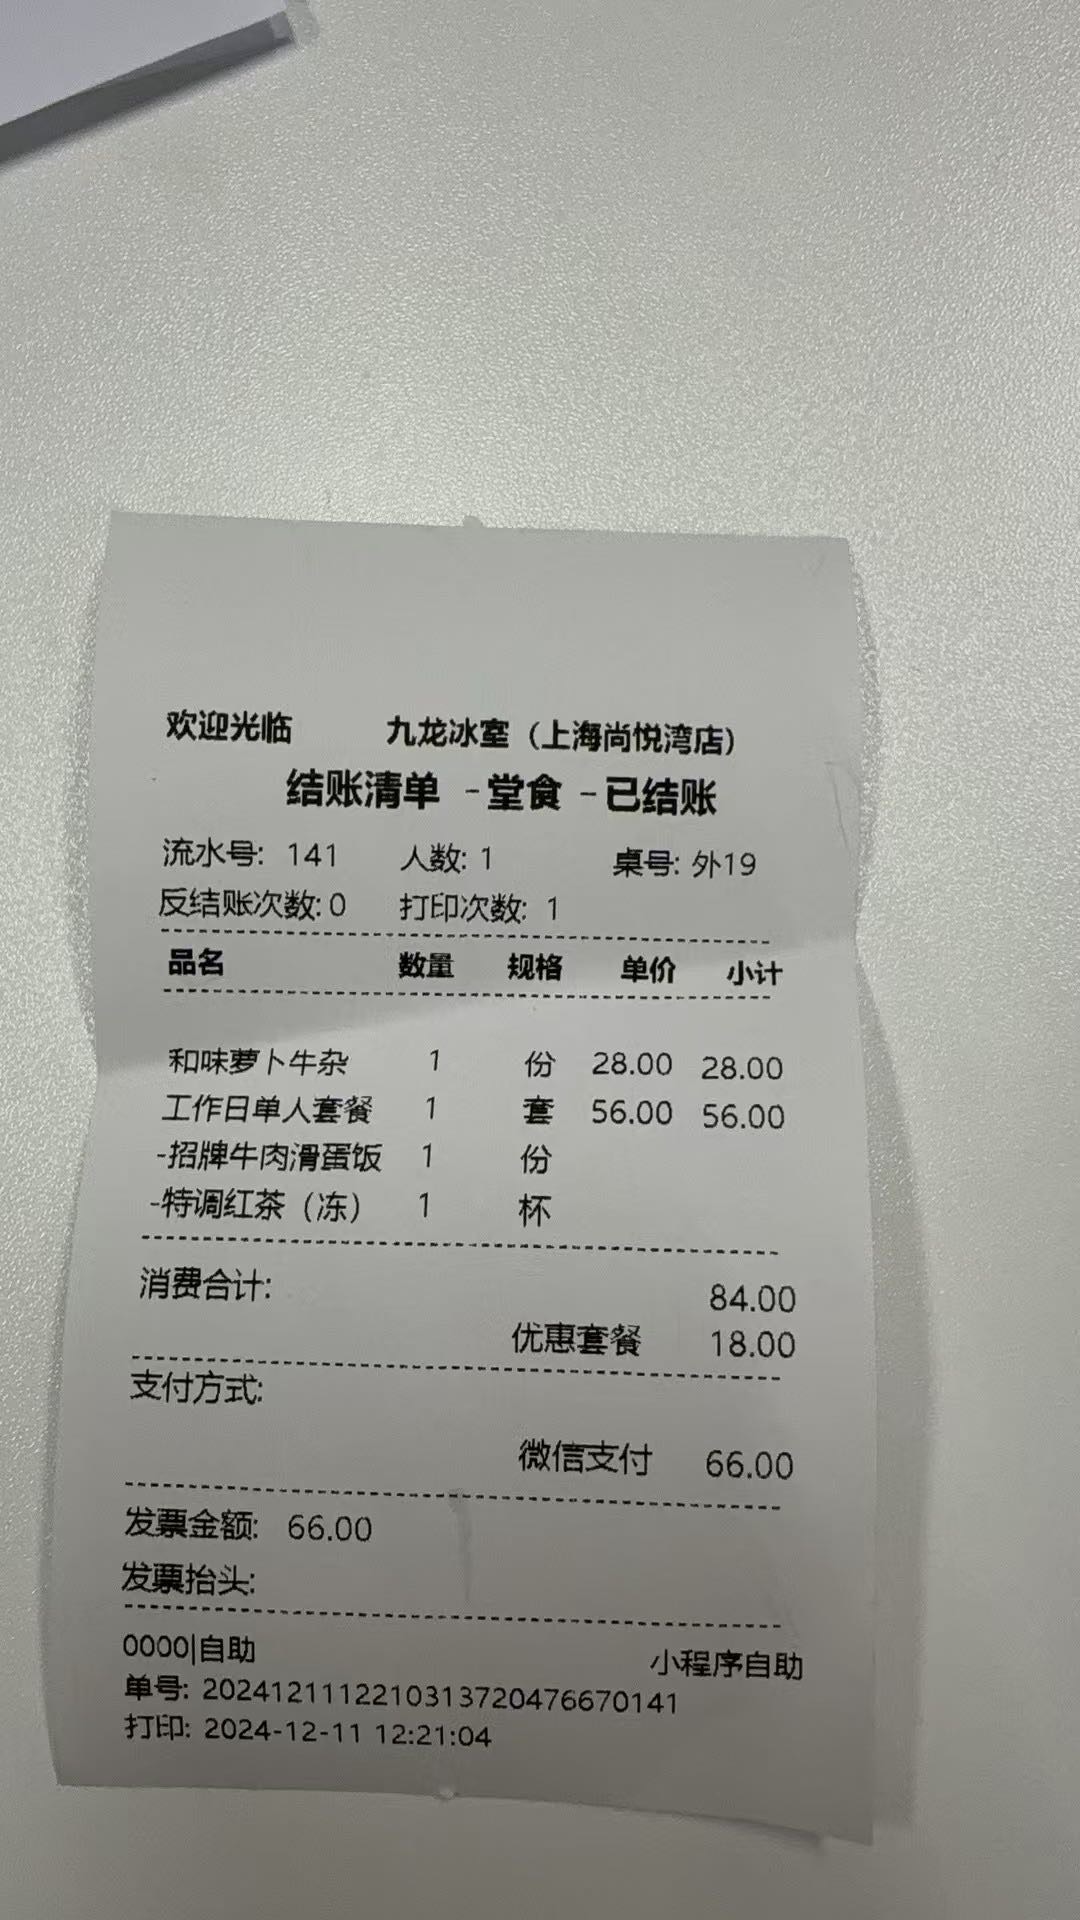 欢迎光临 九龙冰室（上海尚悦湾店）
结账清单 -堂食 -已结账
流水号: 141 人数: 1 桌号: 外19
反结账次数: 0 打印次数: 1
品名 数量 规格 单价 小计
和味萝卜牛杂 1 份 28.00 28.00
工作日单人套餐 1 套 56.00 56.00
-招牌牛肉滑蛋饭 1 份
-特调红茶（冻） 1 杯
消费合计: 84.00
优惠套餐 18.00
支付方式:
微信支付 66.00
发票金额: 66.00
发票抬头:
0000|自助 小程序自助
单号: 2024121112210313720476670141
打印: 2024-12-11 12:21:04